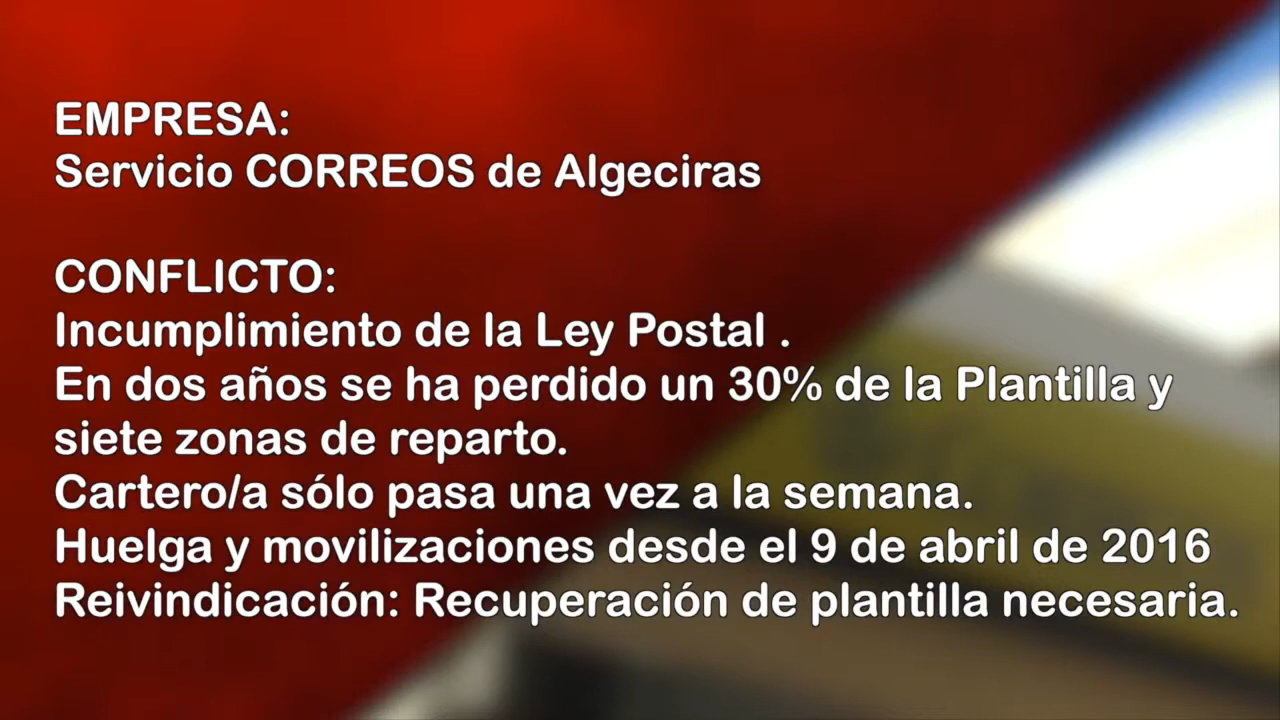 EMPRESA:
Servicio CORREOS de Algeciras
CONFLICTO:
Incumplimiento de la Ley Postal .
En dos años se ha perdido un 30% de la Plantilla y
siete zonas de reparto.
Cartero/a sólo pasa una vez a la semana.
Huelga y movilizaciones desde el 9 de abril de 2016
Reivindicación: Recuperación de plantilla necesaria.